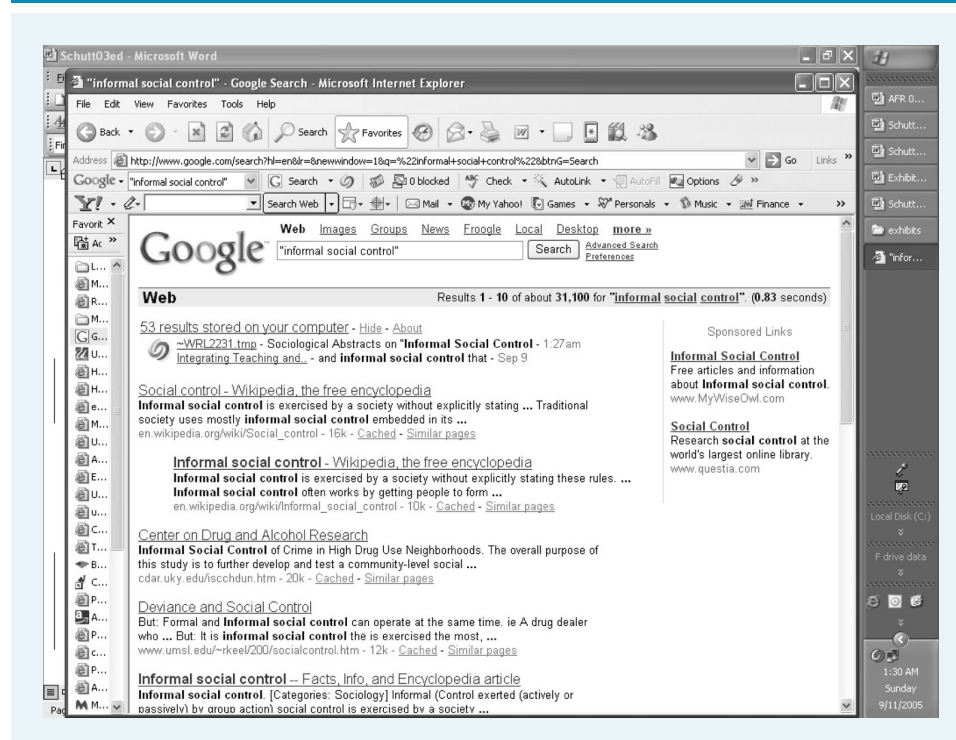 Schutt03ed - Microsoft Word
"informal social control" - Google Search - Microsoft Internet Explorer
File Edit View Favorites Tools Help
Back Search Favorites
Address http://www.google.com/search?hl=en&lr=&newwindow=1&q=%22informal+social+control%22&btnG=Search Go Links »
Google "informal social control" G Search 0 blocked Check AutoLink AutoFill Options »
Y! Search Web Mail My Yahoo! Games Personals Music Finance »
Favorit X
Ac »
L...
M...
R...
M...
G...
U...
H...
H...
e...
M...
U...
A...
E...
U...
u...
C...
T...
B...
C...
P...
A...
P...
c...
P...
A...
M...
Google
Web Images Groups News Froogle Local Desktop more »
"informal social control" Search Advanced Search
Preferences
Web Results 1 - 10 of about 31,100 for "informal social control". (0.83 seconds)
53 results stored on your computer - Hide - About
~WRL2231.tmp - Sociological Abstracts on "Informal Social Control - 1:27am
Integrating Teaching and.. - and informal social control that - Sep 9
Social control - Wikipedia, the free encyclopedia
Informal social control is exercised by a society without explicitly stating ... Traditional
society uses mostly informal social control embedded in its ...
en.wikipedia.org/wiki/Social_control - 16k - Cached - Similar pages
Informal social control - Wikipedia, the free encyclopedia
Informal social control is exercised by a society without explicitly stating these rules. ...
Informal social control often works by getting people to form ...
en.wikipedia.org/wiki/Informal_social_control - 10k - Cached - Similar pages
Center on Drug and Alcohol Research
Informal Social Control of Crime in High Drug Use Neighborhoods. The overall purpose of
this study is to further develop and test a community-level social ...
cdar.uky.edu/iscchdun.htm - 20k - Cached - Similar pages
Deviance and Social Control
But: Formal and Informal social control can operate at the same time. ie A drug dealer
who ... But: It is informal social control the is exercised the most, ...
www.umsl.edu/~rkeel/200/socialcontrol.htm - 12k - Cached - Similar pages
Informal social control -- Facts, Info, and Encyclopedia article
Informal social control. [Categories: Sociology] Informal (Control exerted (actively or
passively) by group action) social control is exercised by a society ...
Sponsored Links
Informal Social Control
Free articles and information
about Informal social control.
www.MyWiseOwl.com
Social Control
Research social control at the
world's largest online library.
www.questia.com
AFR 0...
Schutt...
Schutt...
Exhibit...
Schutt...
exhibits
"infor...
Local Disk (C:)
F drive data
1:30 AM
Sunday
9/11/2005